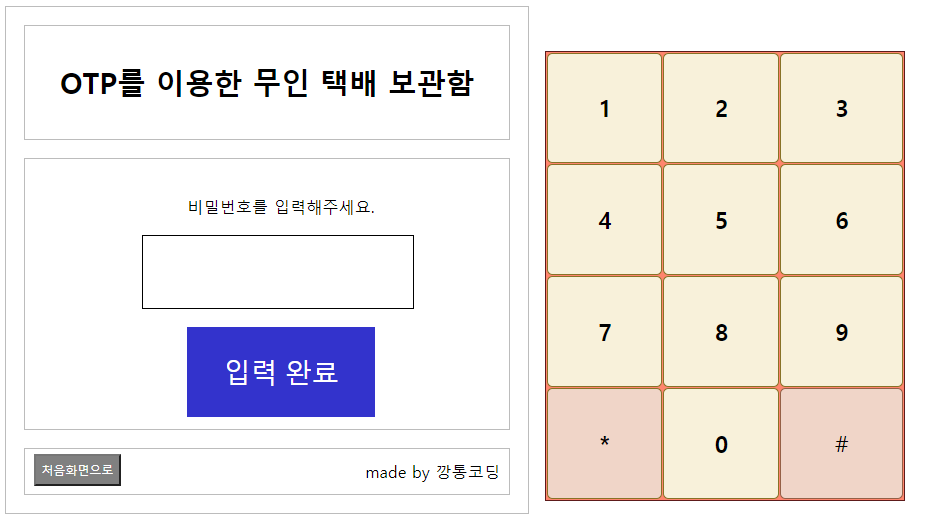 OTP를 이용한 무인 택배 보관함
비밀번호를 입력해주세요.
입력 완료
처음화면으로
made by 깡통코딩
1 2 3
4 5 6
7 8 9
* 0 #